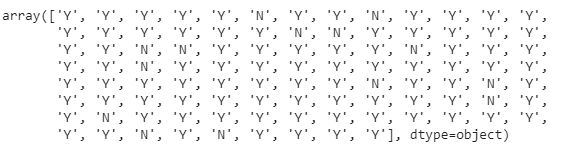 array(['Y', 'Y', 'Y', 'Y', 'Y', 'N', 'Y', 'Y', 'N', 'Y', 'Y', 'Y', 'Y',
'Y', 'Y', 'Y', 'Y', 'Y', 'Y', 'N', 'N', 'Y', 'Y', 'Y', 'Y', 'Y',
'Y', 'Y', 'N', 'N', 'Y', 'Y', 'Y', 'Y', 'Y', 'N', 'Y', 'Y', 'Y',
'Y', 'Y', 'N', 'Y', 'Y', 'Y', 'Y', 'Y', 'Y', 'Y', 'Y', 'Y', 'Y',
'Y', 'Y', 'Y', 'Y', 'Y', 'Y', 'Y', 'Y', 'N', 'Y', 'Y', 'N', 'Y',
'Y', 'Y', 'Y', 'Y', 'Y', 'Y', 'Y', 'Y', 'Y', 'Y', 'Y', 'N', 'Y',
'Y', 'N', 'Y', 'Y', 'Y', 'Y', 'Y', 'Y', 'Y', 'Y', 'Y', 'Y', 'Y',
'Y', 'Y', 'N', 'Y', 'N', 'Y', 'Y', 'Y', 'Y'], dtype=object)